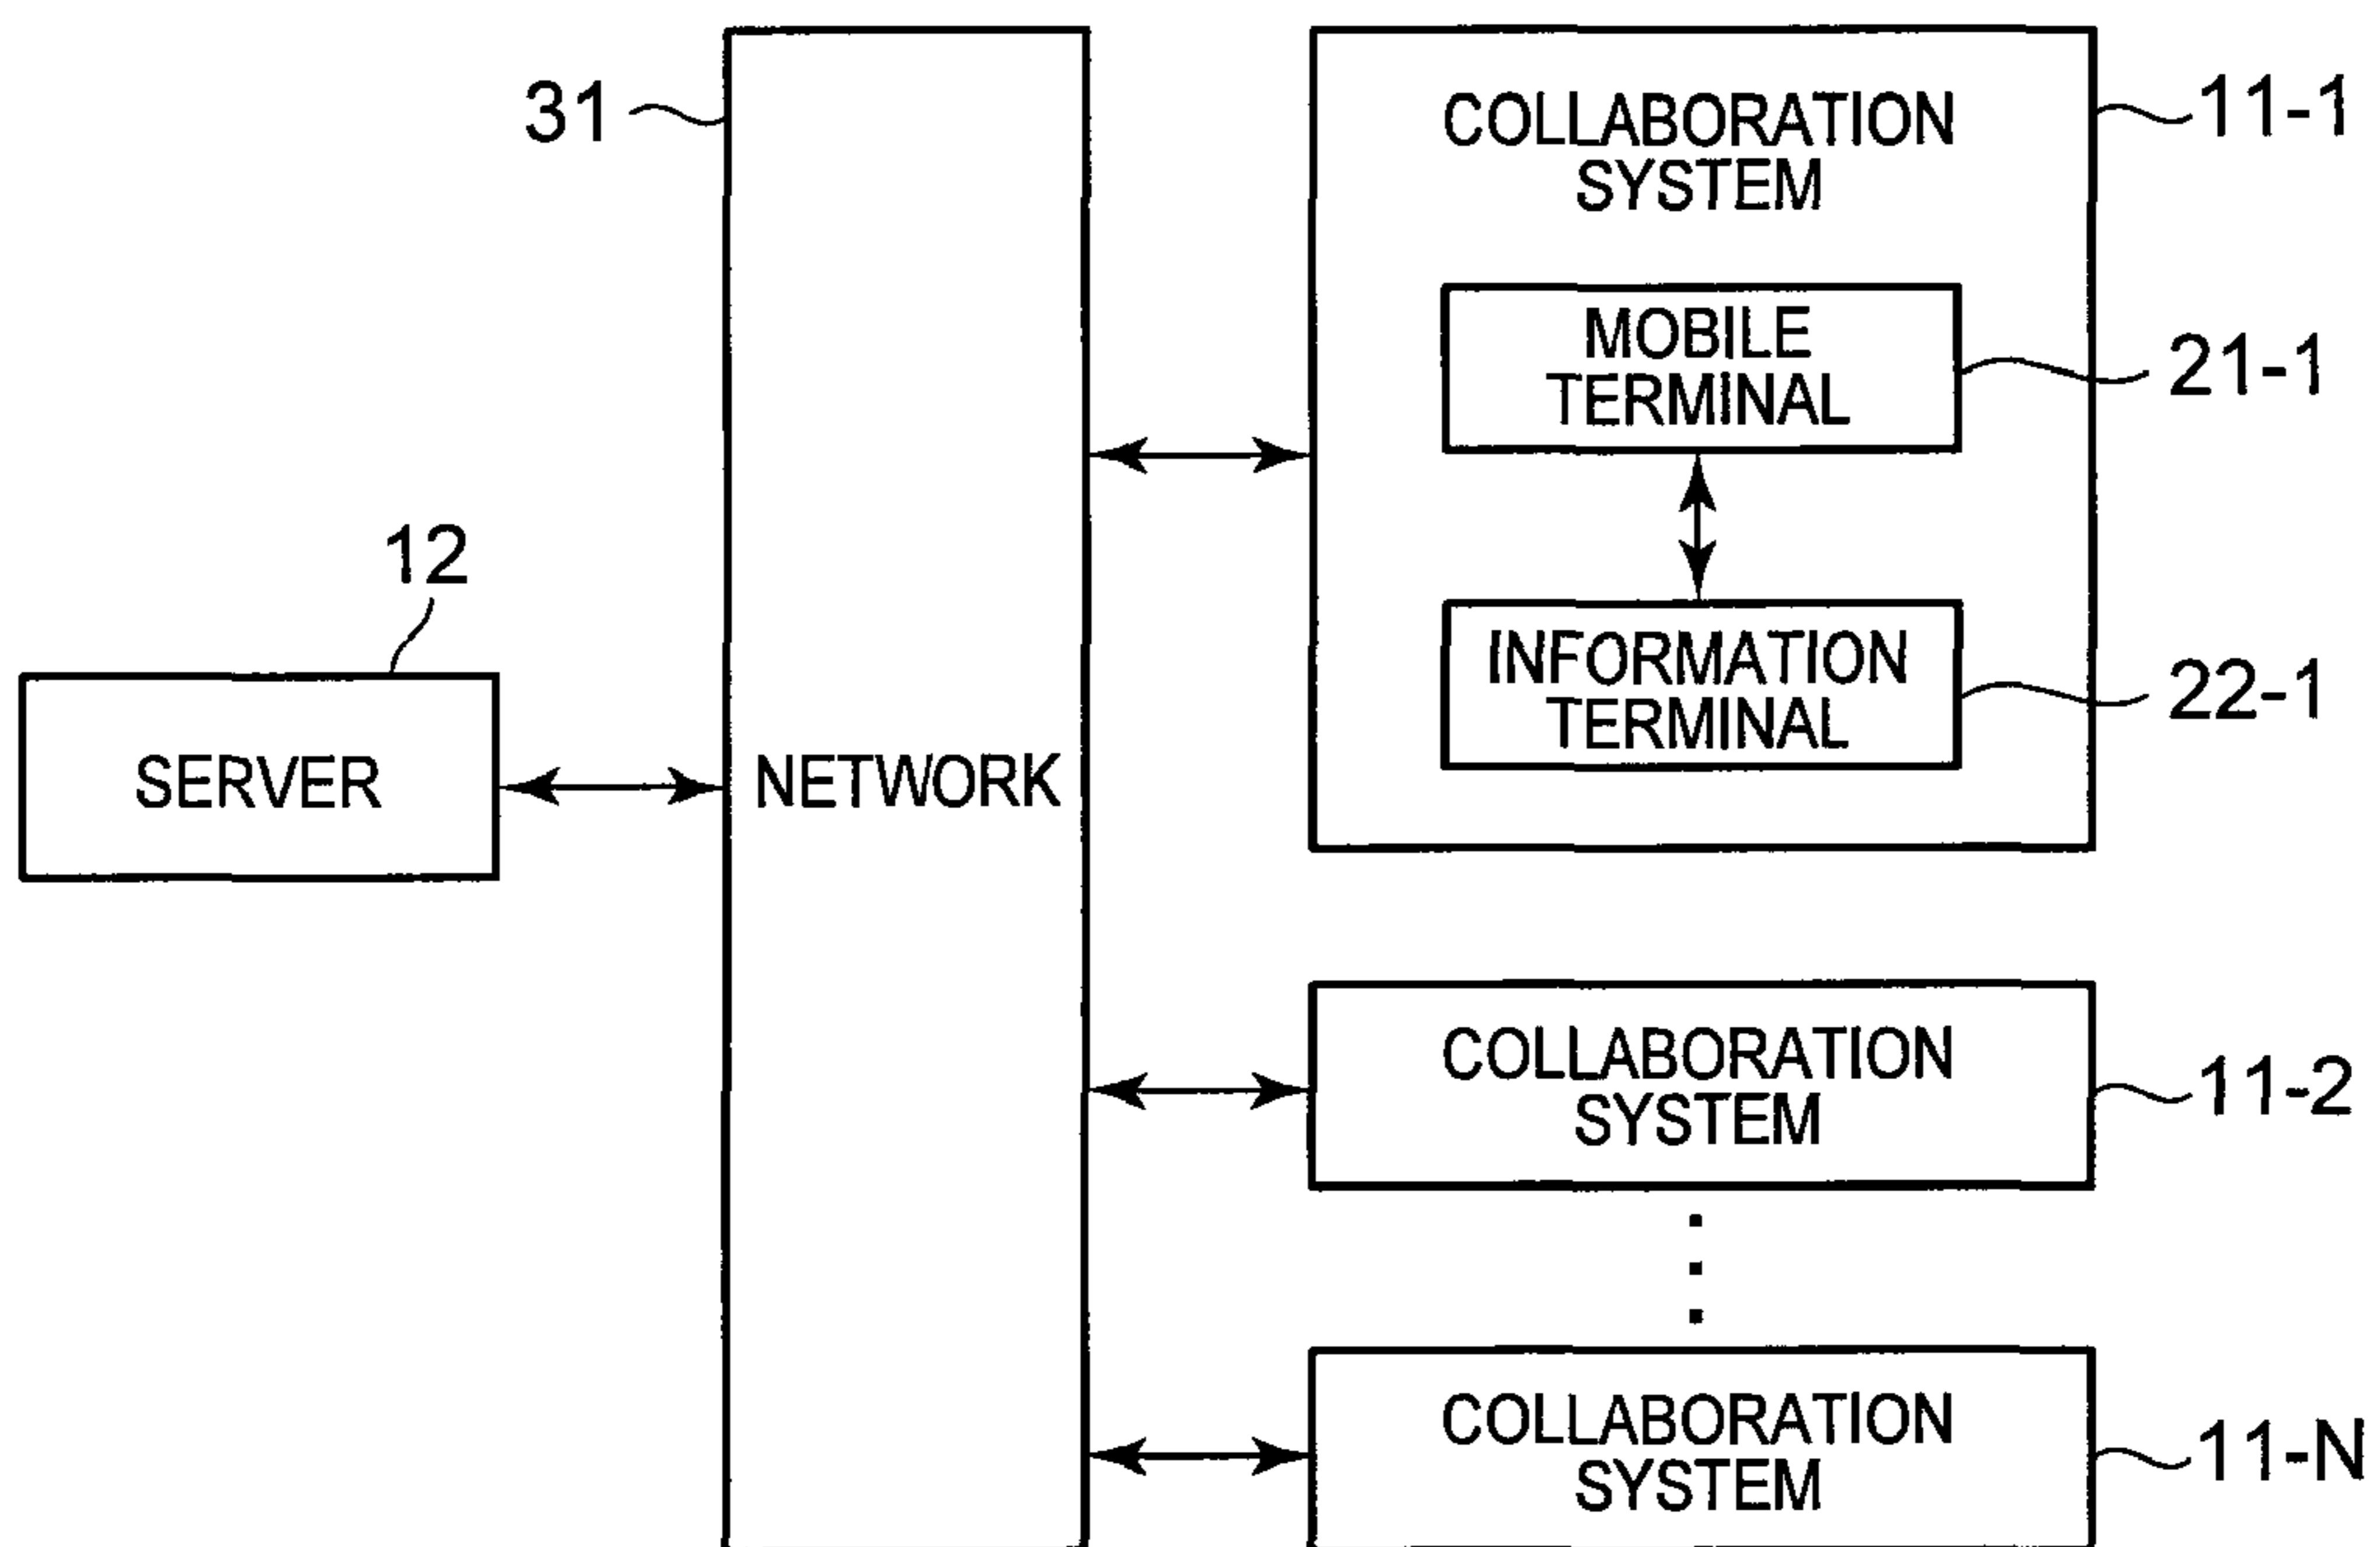 31
COLLABORATION
SYSTEM
11-1
MOBILE
TERMINAL
21-1
12
INFORMATION
TERMINAL
22-1
SERVER
NETWORK
COLLABORATION
SYSTEM
11-2
COLLABORATION
SYSTEM
11-N